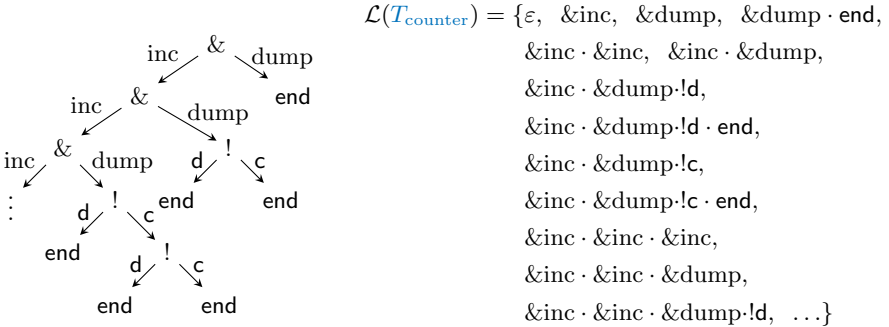 &
inc dump
& end
inc dump
& !
inc dump d c
⋮ ! end end
d c
end !
d c
end end
ℒ(T_counter) = {ε, &inc, &dump, &dump · end,
&inc · &inc, &inc · &dump,
&inc · &dump·!d,
&inc · &dump·!d · end,
&inc · &dump·!c,
&inc · &dump·!c · end,
&inc · &inc · &inc,
&inc · &inc · &dump,
&inc · &inc · &dump·!d, …}